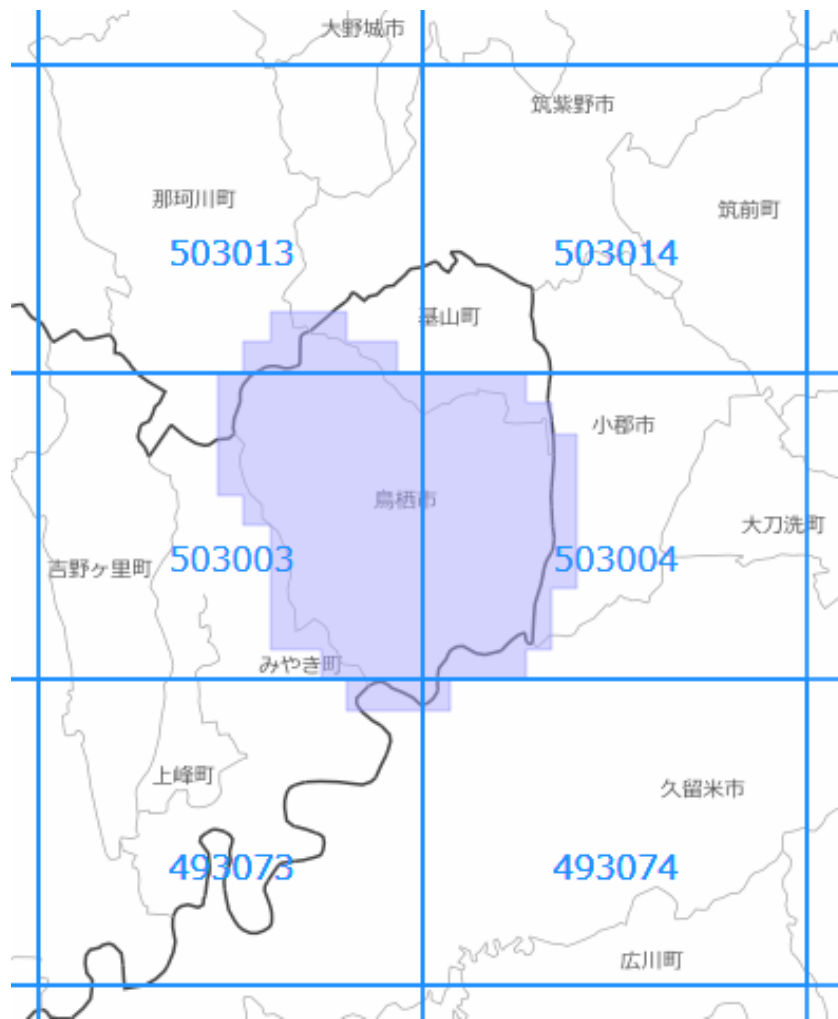 大野城市
筑紫野市
那珂川町
筑前町
503013
503014
基山町
小郡市
鳥栖市
大刀洗町
503003
503004
吉野ヶ里町
みやき町
上峰町
久留米市
493073
493074
広川町